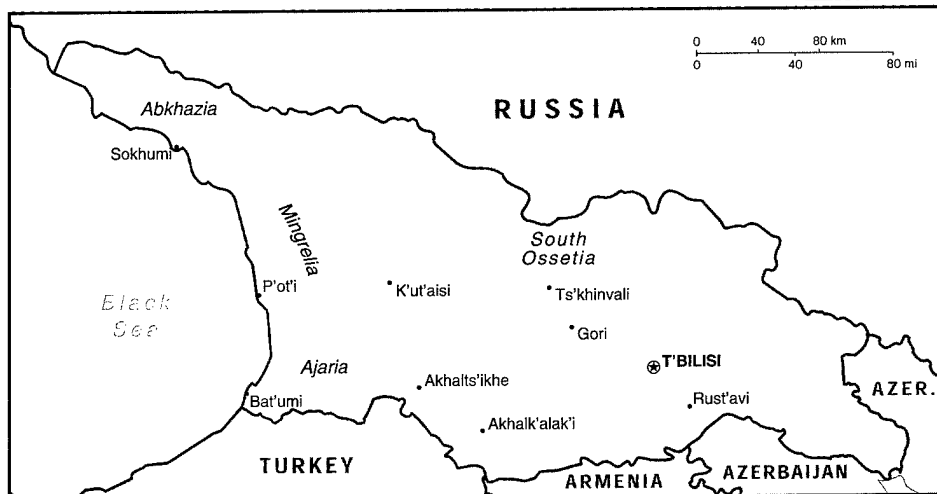 0 40 80 km
0 40 80 mi
Abkhazia
RUSSIA
Sokhumi
Mingrelia
South
Ossetia
P'ot'i
K'ut'aisi
Ts'khinvali
Black
Sea
Gori
Ajaria
T'BILISI
Akhalts'ikhe
AZER.
Bat'umi
Rust'avi
Akhalk'alak'i
TURKEY
ARMENIA
AZERBAIJAN